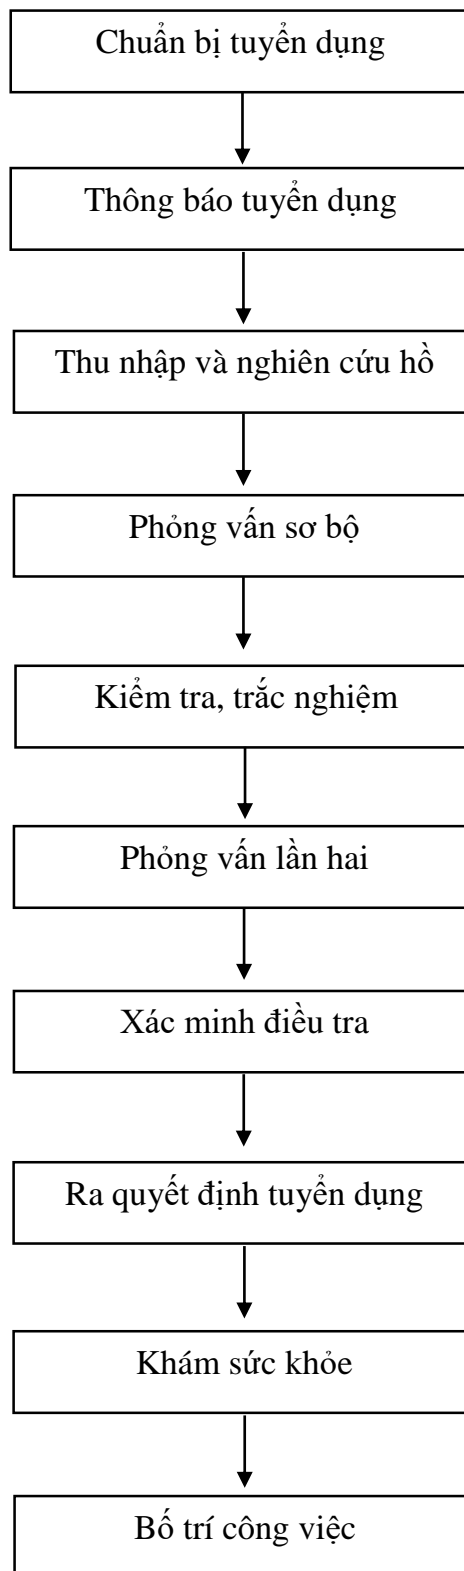 Chuẩn bị tuyển dụng
Thông báo tuyển dụng
Thu nhập và nghiên cứu hồ
Phỏng vấn sơ bộ
Kiểm tra, trắc nghiệm
Phỏng vấn lần hai
Xác minh điều tra
Ra quyết định tuyển dụng
Khám sức khỏe
Bố trí công việc